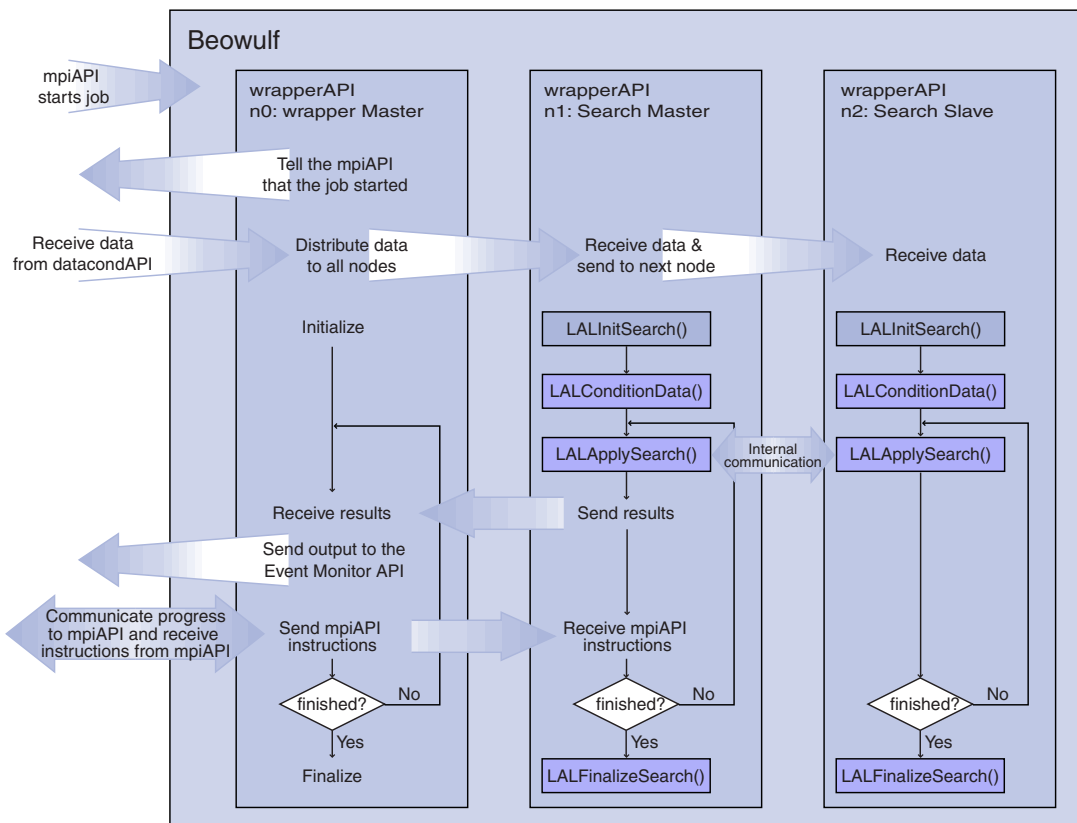 Beowulf
mpiAPI
starts job
wrapperAPI
n0: wrapper Master
wrapperAPI
n1: Search Master
wrapperAPI
n2: Search Slave
Tell the mpiAPI
that the job started
Receive data
from datacondAPI
Distribute data
to all nodes
Receive data &
send to next node
Receive data
Initialize
LALInitSearch()
LALInitSearch()
LALConditionData()
LALConditionData()
LALApplySearch()
Internal
communication
LALApplySearch()
Receive results
Send results
Send output to the
Event Monitor API
Communicate progress
to mpiAPI and receive
instructions from mpiAPI
Send mpiAPI
instructions
Receive mpiAPI
instructions
finished?
No
finished?
No
finished?
No
Yes
Yes
Yes
Finalize
LALFinalizeSearch()
LALFinalizeSearch()